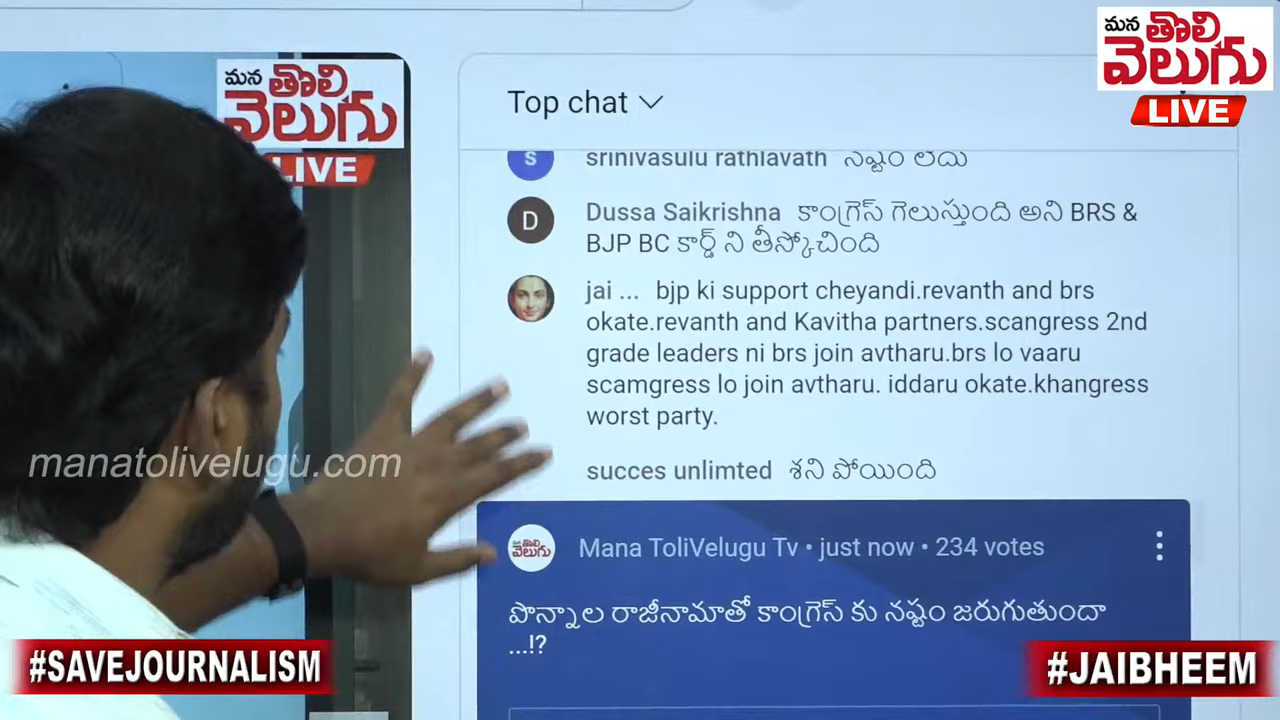 మన
తొలి
వెలుగు
LIVE
మన
తొలి
వెలుగు
LIVE
Top chat
S
srinivasulu rathlavath నష్టం లేదు
D
Dussa Saikrishna కాంగ్రెస్ గెలుస్తుంది అని BRS &
BJP BC కార్డ్ ని తీస్కోచింది
jai ... bjp ki support cheyandi.revanth and brs
okate.revanth and Kavitha partners.scangress 2nd
grade leaders ni brs join avtharu.brs lo vaaru
scamgress lo join avtharu. iddaru okate.khangress
worst party.
succes unlimted శని పోయింది
manatolivelugu.com
తొలి
వెలుగు
Mana ToliVelugu Tv • just now • 234 votes
పొన్నాల రాజీనామాతో కాంగ్రెస్ కు నష్టం జరుగుతుందా
...!?
#SAVEJOURNALISM
#JAIBHEEM